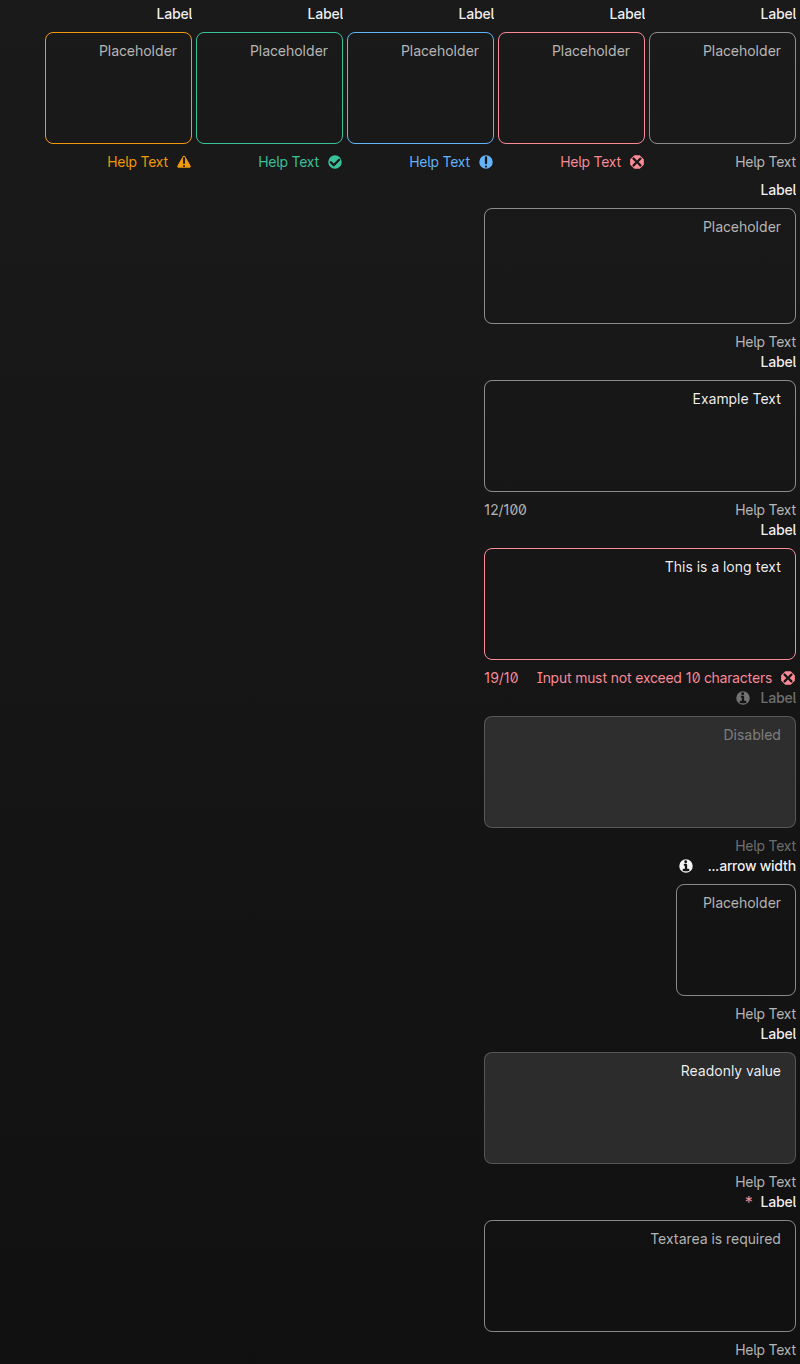 Label Label Label Label Label
Placeholder Placeholder Placeholder Placeholder Placeholder
Help Text Help Text Help Text Help Text Help Text
Label
Placeholder
Help Text
Label
Example Text
12/100 Help Text
Label
This is a long text
19/10 Input must not exceed 10 characters
Label
Disabled
Help Text
...arrow width
Placeholder
Help Text
Label
Readonly value
Help Text
* Label
Textarea is required
Help Text